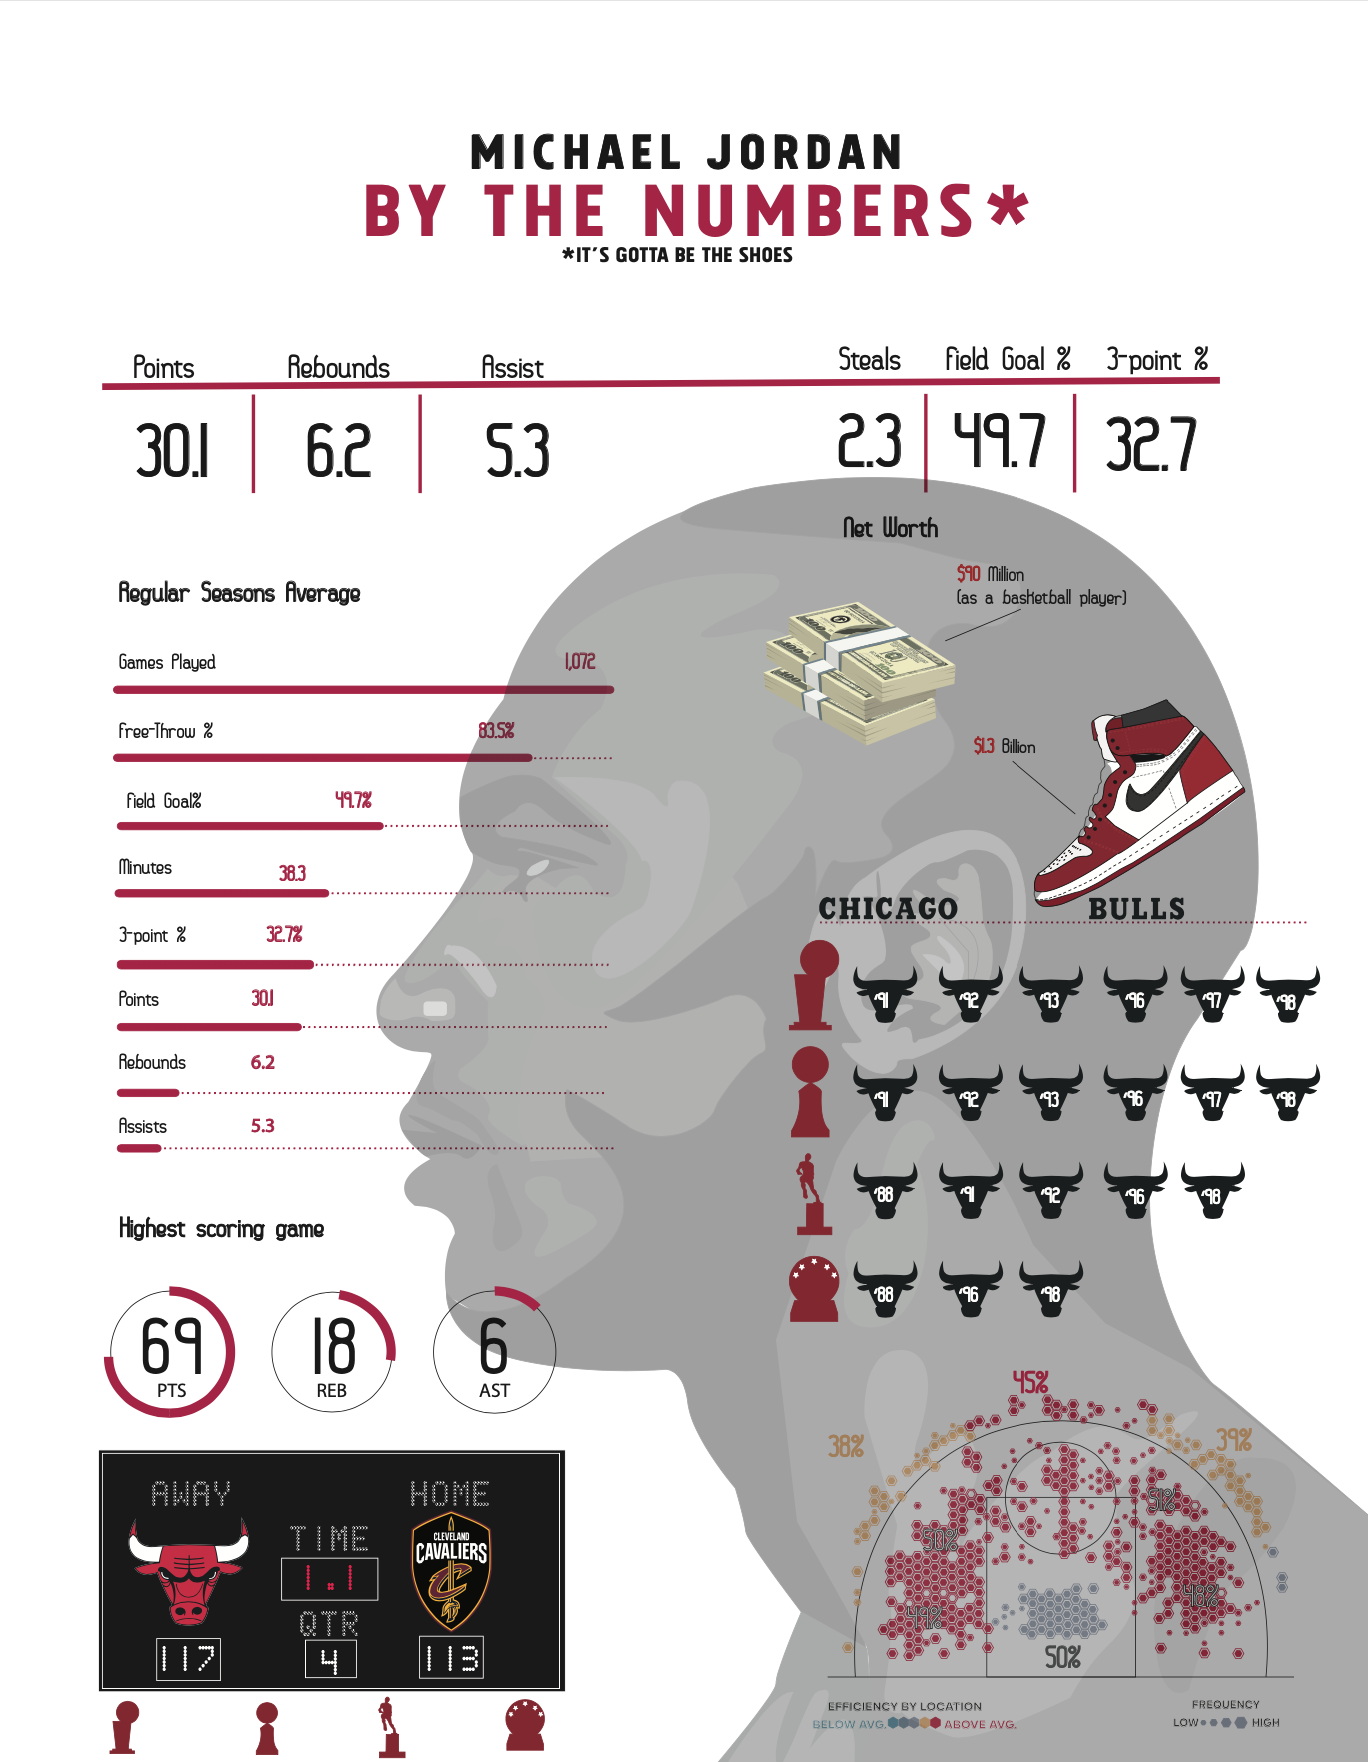 MICHAEL JORDAN
BY THE NUMBERS*
*IT'S GOTTA BE THE SHOES
Points Rebounds Assist Steals Field Goal % 3-point %
30.1 6.2 5.3 2.3 49.7 32.7
Net Worth
$90 Million
(as a basketball player)
$1.3 Billion
Regular Seasons Average
Games Played 1,072
Free-Throw % 83.5%
Field Goal% 49.7%
Minutes 38.3
3-point % 32.7%
Points 30.1
Rebounds 6.2
Assists 5.3
CHICAGO BULLS
'91 '92 '93 '96 '97 '98
'91 '92 '93 '96 '97 '98
'88 '91 '92 '96 '98
'88 '96 '98
Highest scoring game
69 18 6
PTS REB AST
AWAY HOME
TIME
CLEVELAND
CAVALIERS
C
1.1
QTR
117 4 113
45%
38% 39%
51%
50%
48%
49%
50%
EFFICIENCY BY LOCATION
BELOW AVG. ABOVE AVG.
FREQUENCY
LOW HIGH